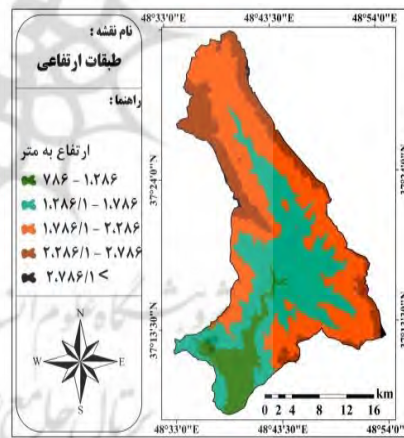 نام نقشه :
طبقات ارتفاعی
راهنما :
ارتفاع به متر
۷۸۶ - ۱.۲۸۶
۱.۲۸۶/۱ - ۱.۷۸۶
۱.۷۸۶/۱ - ۲.۲۸۶
۲.۲۸۶/۱ - ۲.۷۸۶
۲.۷۸۶/۱ <
N
W E
S
48°33'0"E 48°43'30"E 48°54'0"E
37°24'0"N
37°13'30"N
km
0 2 4 8 12 16
48°33'0"E 48°43'30"E 48°54'0"E